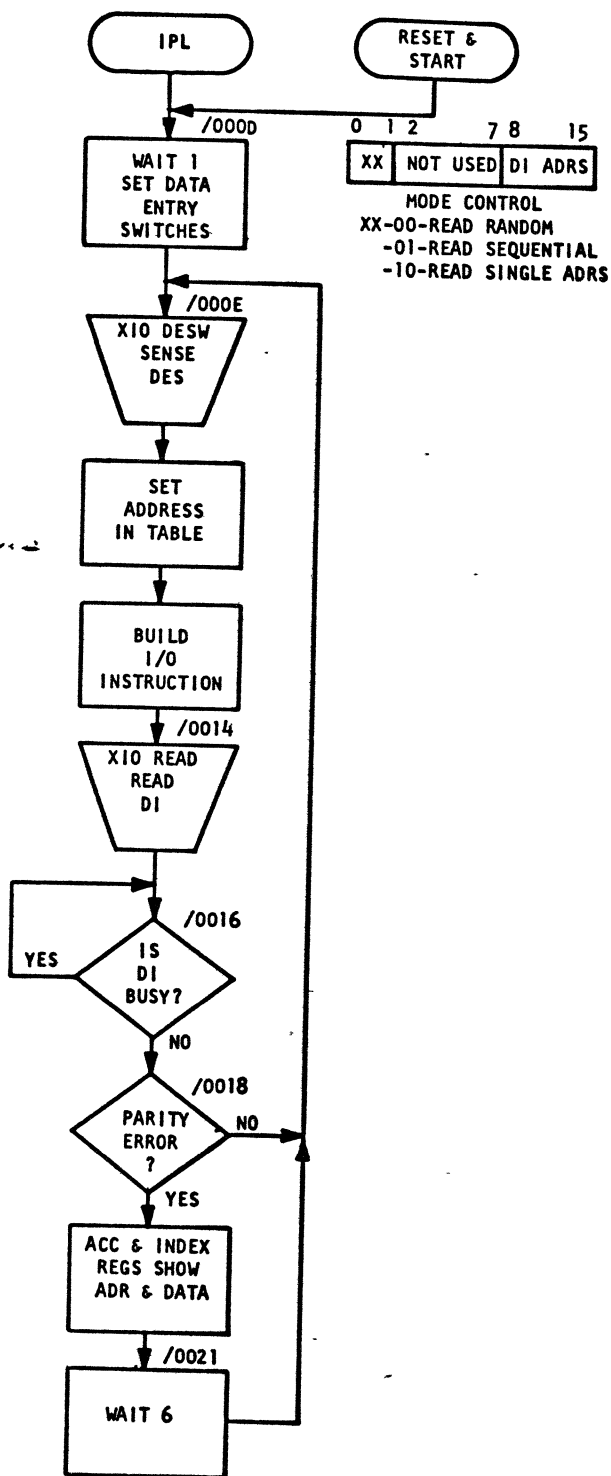 IPL
RESET &
START
/000D
WAIT 1
SET DATA
ENTRY
SWITCHES
0 1 2 7 8 15
XX NOT USED DI ADRS
MODE CONTROL
XX-00-READ RANDOM
-01-READ SEQUENTIAL
-10-READ SINGLE ADRS
/000E
XIO DESW
SENSE
DES
SET
ADDRESS
IN TABLE
BUILD
I/O
INSTRUCTION
/0014
XIO READ
READ
DI
/0016
YES
IS
DI
BUSY?
NO
/0018
PARITY
ERROR
?
NO
YES
ACC & INDEX
REGS SHOW
ADR & DATA
/0021
WAIT 6